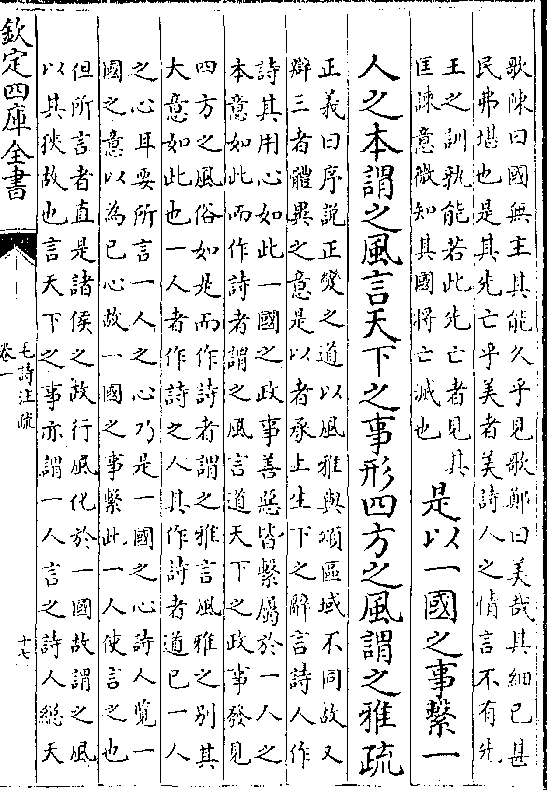 歌陳曰國無主其能久乎見歌鄭曰美哉其細已甚
民弗堪也是其先亡乎美者美詩人之情言不有先
王之訓孰能若此先亡者見其
匡諫意微知其國將亡滅也
是以一國之事繫一
人之本謂之風言天下之事形四方之風謂之雅疏
正義曰序說正變之道以風雅與頌區域不同故又
辯三者體異之意是以者承上生下之辭言詩人作
詩其用心如此一國之政事善惡皆繫屬於一人之
本意如此而作詩者謂之風言道天下之政事發見
四方之風俗如是而作詩者謂之雅言風雅之別其
大意如此也一人者作詩之人其作詩者道已一人
之心耳要所言一人之心乃是一國之心詩人覽一
國之意以為已心故一國之事繫此一人使言之也
但所言者直是諸侯之政行風化於一國故謂之風
以其狹故也言天下之事亦謂一人言之詩人緫天
欽定四庫全書
毛詩注疏
卷一
十七